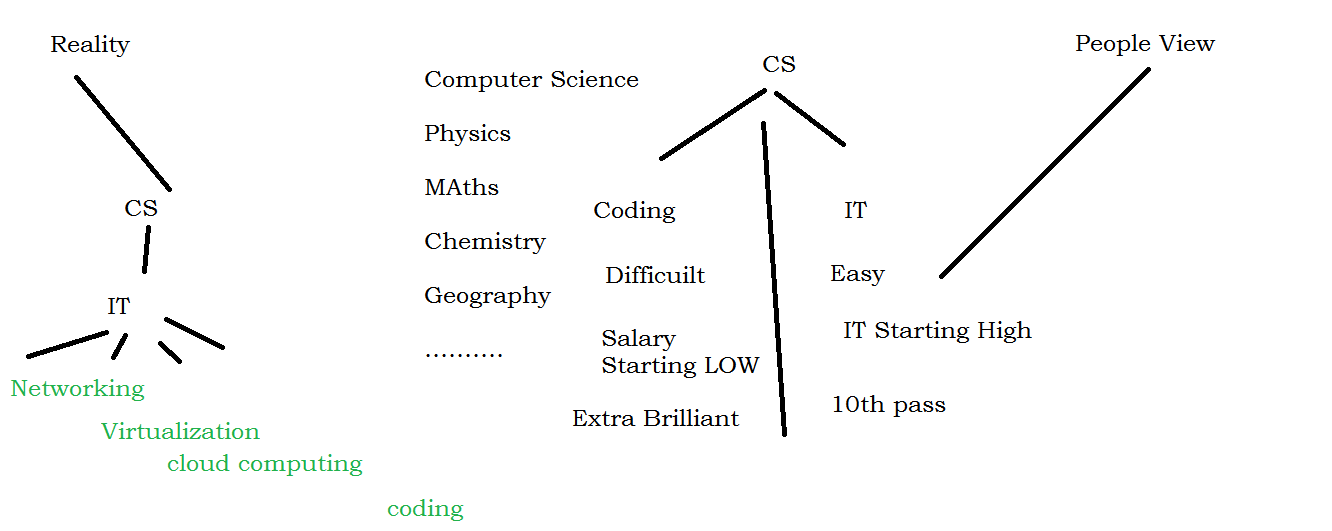 Reality
CS
IT
Networking
Virtualization
cloud computing
coding
Computer Science
Physics
MAths
Chemistry
Geography
..........
CS
Coding
Difficuilt
Salary
Starting LOW
Extra Brilliant
IT
Easy
IT Starting High
10th pass
People View